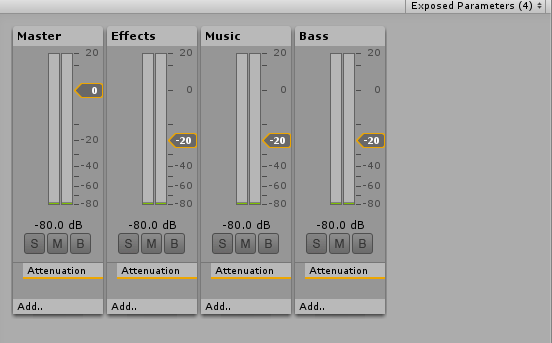 Exposed Parameters (4)
Master Effects Music Bass
20 20 20 20
0 0 0 0
-20 -20 -20 -20
-40 -40 -40 -40
-60 -60 -60 -60
-80 -80 -80 -80
-80.0 dB -80.0 dB -80.0 dB -80.0 dB
S M B S M B S M B S M B
Attenuation Attenuation Attenuation Attenuation
Add.. Add.. Add.. Add..